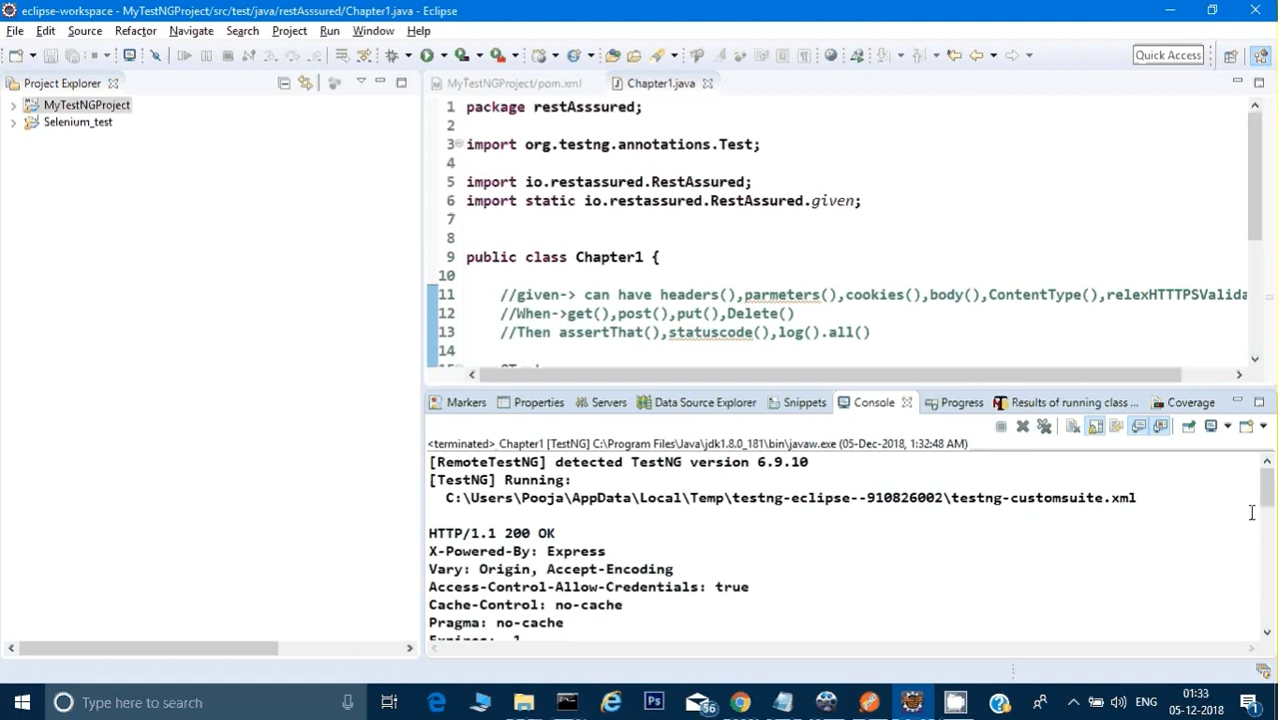 eclipse-workspace - MyTestNGProject/src/test/java/restAsssured/Chapter1.java - Eclipse
File Edit Source Refactor Navigate Search Project Run Window Help
Quick Access
Project Explorer
MyTestNGProject
Selenium_test
MyTestNGProject/pom.xml Chapter1.java
1 package restAsssured;
2
3 import org.testng.annotations.Test;
4
5 import io.restassured.RestAssured;
6 import static io.restassured.RestAssured.given;
7
8
9 public class Chapter1 {
10
11 //given-> can have headers(),parmeters(),cookies(),body(),ContentType(),relexHTTTPSValida
12 //When->get(),post(),put(),Delete()
13 //Then assertThat(),statuscode(),log().all()
14
Markers Properties Servers Data Source Explorer Snippets Console Progress Results of running class ... Coverage
<terminated> Chapter1 [TestNG] C:\Program Files\Java\jdk1.8.0_181\bin\javaw.exe (05-Dec-2018, 1:32:48 AM)
[RemoteTestNG] detected TestNG version 6.9.10
[TestNG] Running:
C:\Users\Pooja\AppData\Local\Temp\testng-eclipse--910826002\testng-customsuite.xml
HTTP/1.1 200 OK
X-Powered-By: Express
Vary: Origin, Accept-Encoding
Access-Control-Allow-Credentials: true
Cache-Control: no-cache
Pragma: no-cache
Type here to search
56
ENG
01:33
05-12-2018
1